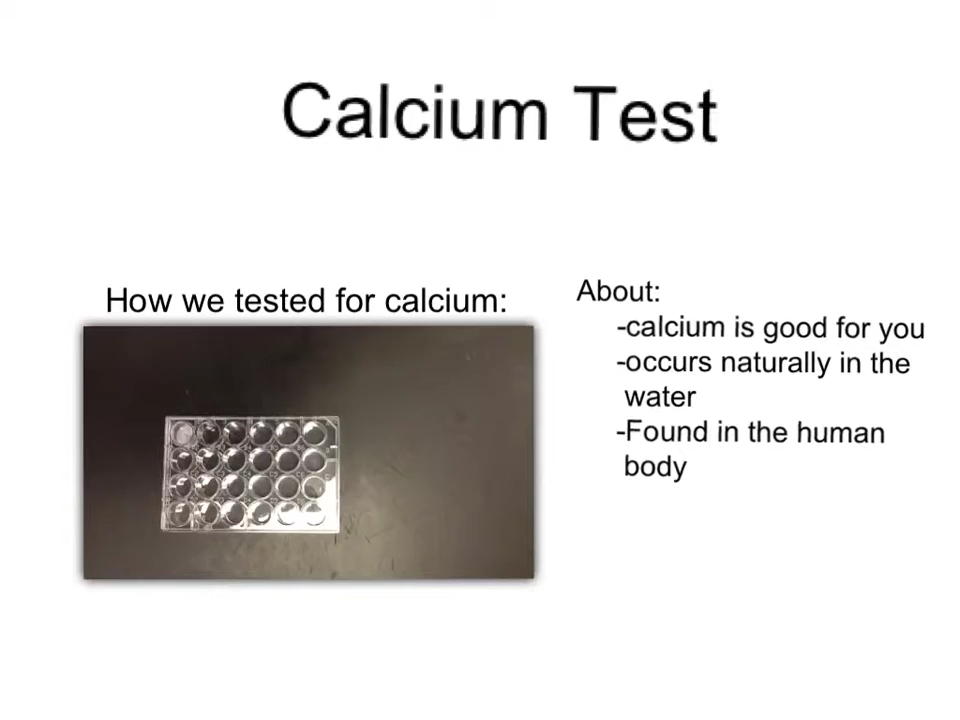 Calcium Test
How we tested for calcium:
About:
-calcium is good for you
-occurs naturally in the
water
-Found in the human
body